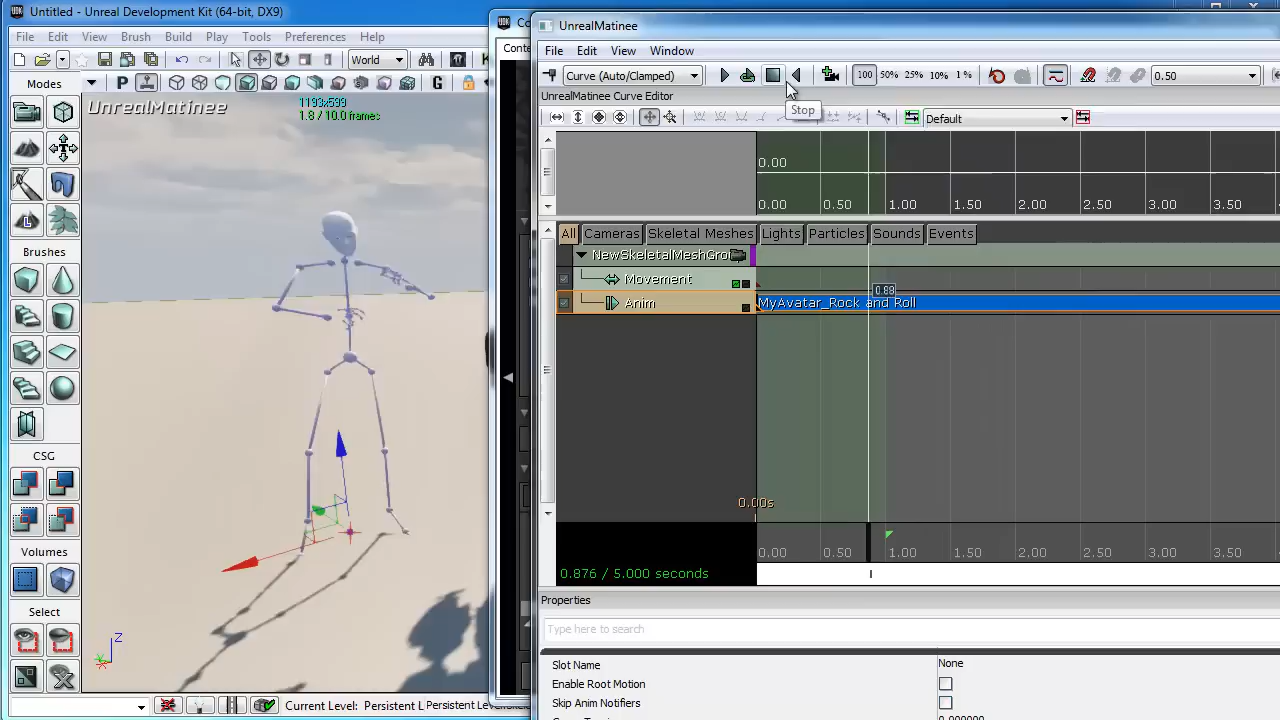 Untitled - Unreal Development Kit (64-bit, DX9)
File Edit View Brush Build Play Tools Preferences Help
World
Modes
P
UnrealMatinee
1193x599
1.8 / 10.0 frames
Brushes
CSG
Volumes
Select
Z
Current Level: Persistent L Persistent Level
UDK
Co
Conte
UnrealMatinee
File Edit View Window
Curve (Auto/Clamped)
100 50% 25% 10% 1 %
0.50
UnrealMatinee Curve Editor
Stop
Default
0.00
0.00 0.50 1.00 1.50 2.00 2.50 3.00 3.50
All Cameras Skeletal Meshes Lights Particles Sounds Events
NewSkeletalMeshGro
Movement
0.88
Anim
MyAvatar_Rock and Roll
0.00s
0.00 0.50 1.00 1.50 2.00 2.50 3.00 3.50
0.876 / 5.000 seconds
Properties
Type here to search
Slot Name None
Enable Root Motion
Skip Anim Notifiers